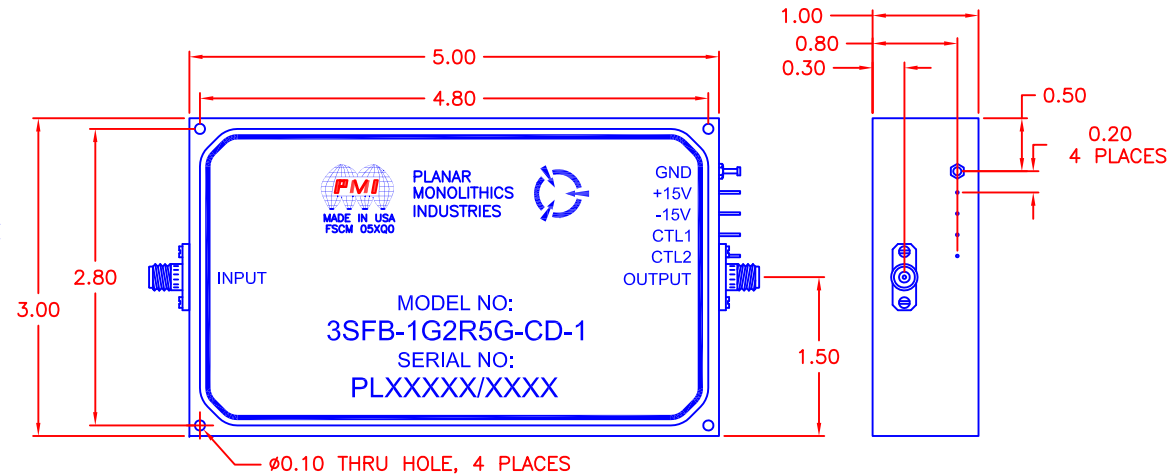 1.00
5.00
0.80
0.30
4.80
0.50
0.20
4 PLACES
PMI
MADE IN USA
FSCM 05XQ0
PLANAR
MONOLITHICS
INDUSTRIES
GND
+15V
-15V
CTL1
CTL2
OUTPUT
INPUT
2.80
3.00
MODEL NO:
3SFB-1G2R5G-CD-1
SERIAL NO:
PLXXXXX/XXXX
1.50
ø0.10 THRU HOLE, 4 PLACES